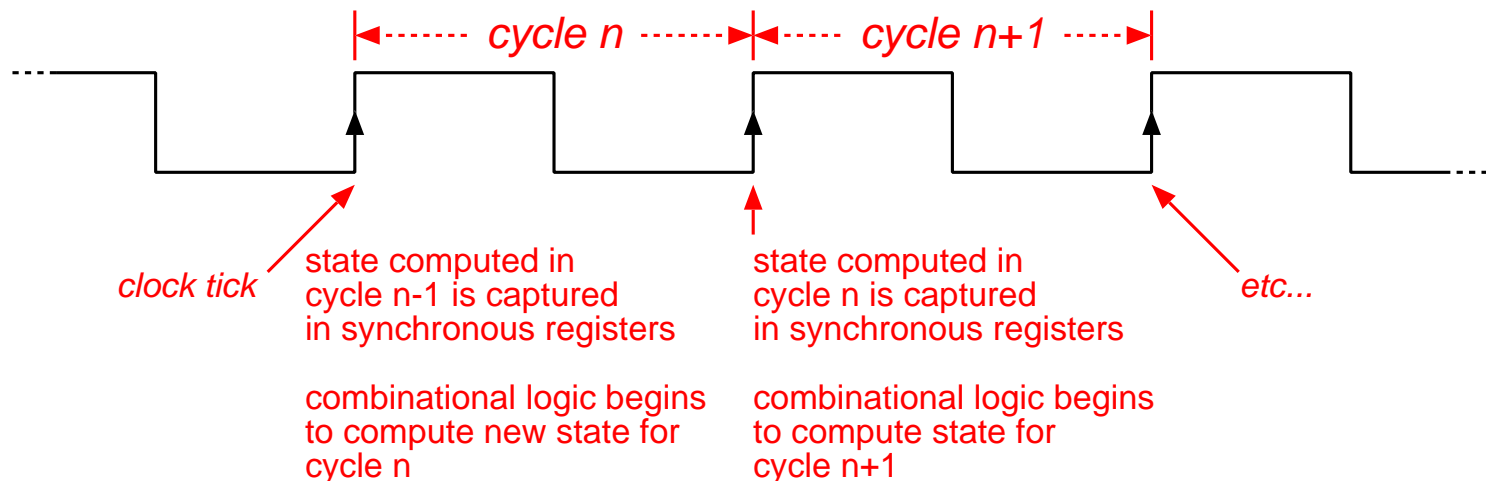 cycle n
cycle n+1
clock tick
state computed in
cycle n-1 is captured
in synchronous registers
combinational logic begins
to compute new state for
cycle n
state computed in
cycle n is captured
in synchronous registers
combinational logic begins
to compute state for
cycle n+1
etc...